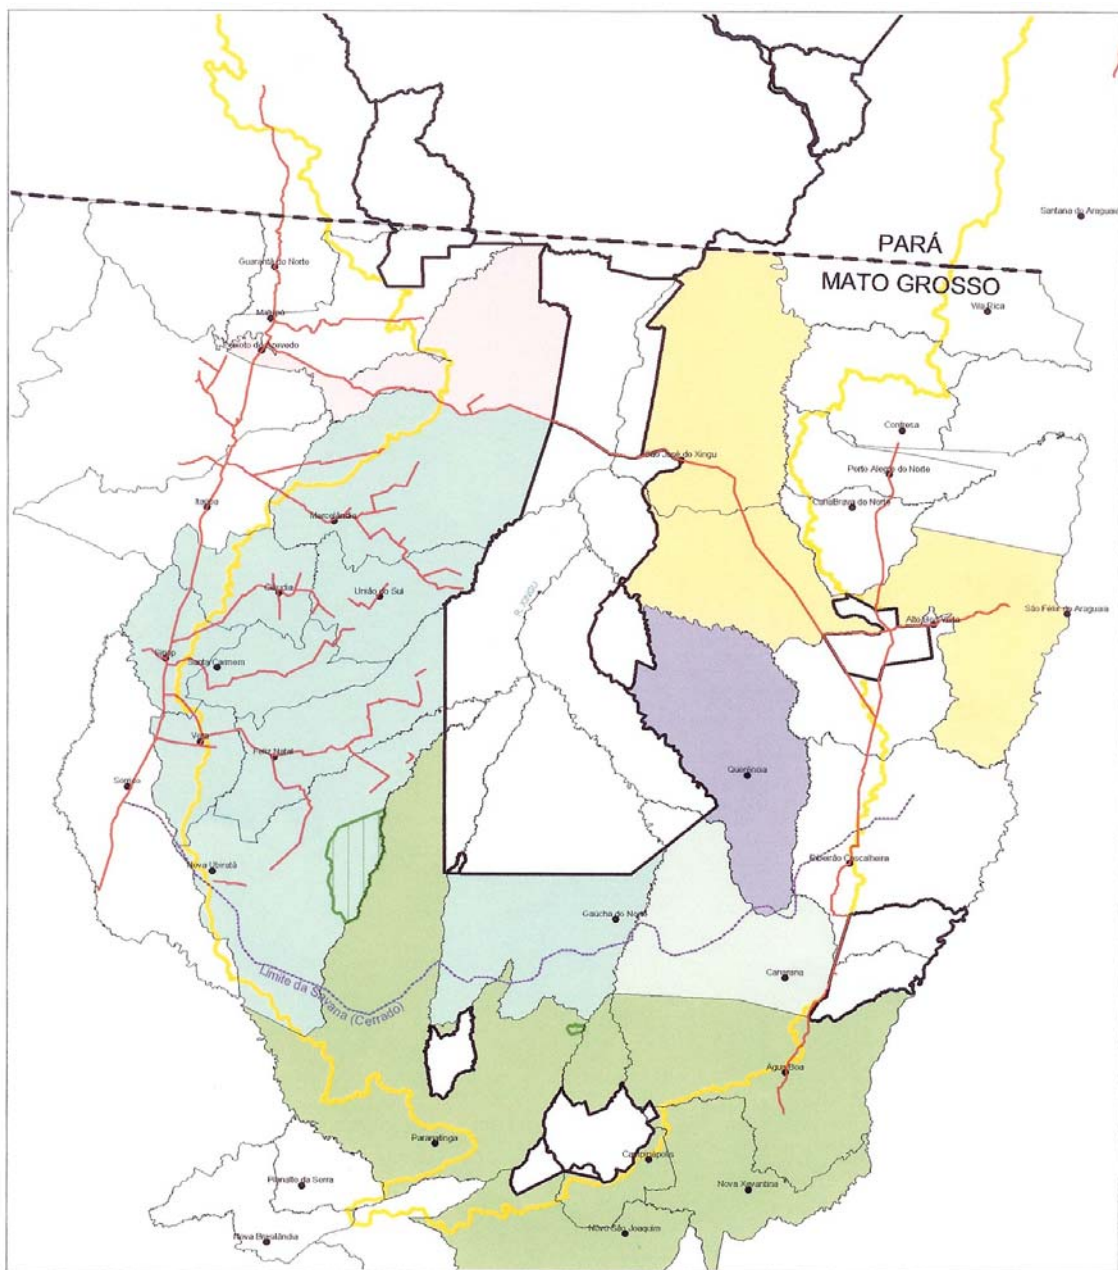 Santana do Araguaia
PARÁ
MATO GROSSO
Guarantã do Norte
Vila Rica
Matupá
Peixoto de Azevedo
Confresa
São José do Xingu
Porto Alegre do Norte
Itaúba
CanaBrava do Norte
Marcelândia
Cláudia
União do Sul
R. XINGU
São Félix do Araguaia
Alto Boa Vista
Sinop
Santa Carmem
Vera
Feliz Natal
Querência
Sorriso
Ribeirão Cascalheira
Nova Ubiratã
Gaúcha do Norte
Canarana
Limite da Savana (Cerrado)
Água Boa
Paranatinga
Campinápolis
Planalto da Serra
Nova Xavantina
Novo São Joaquim
Nova Brasilândia